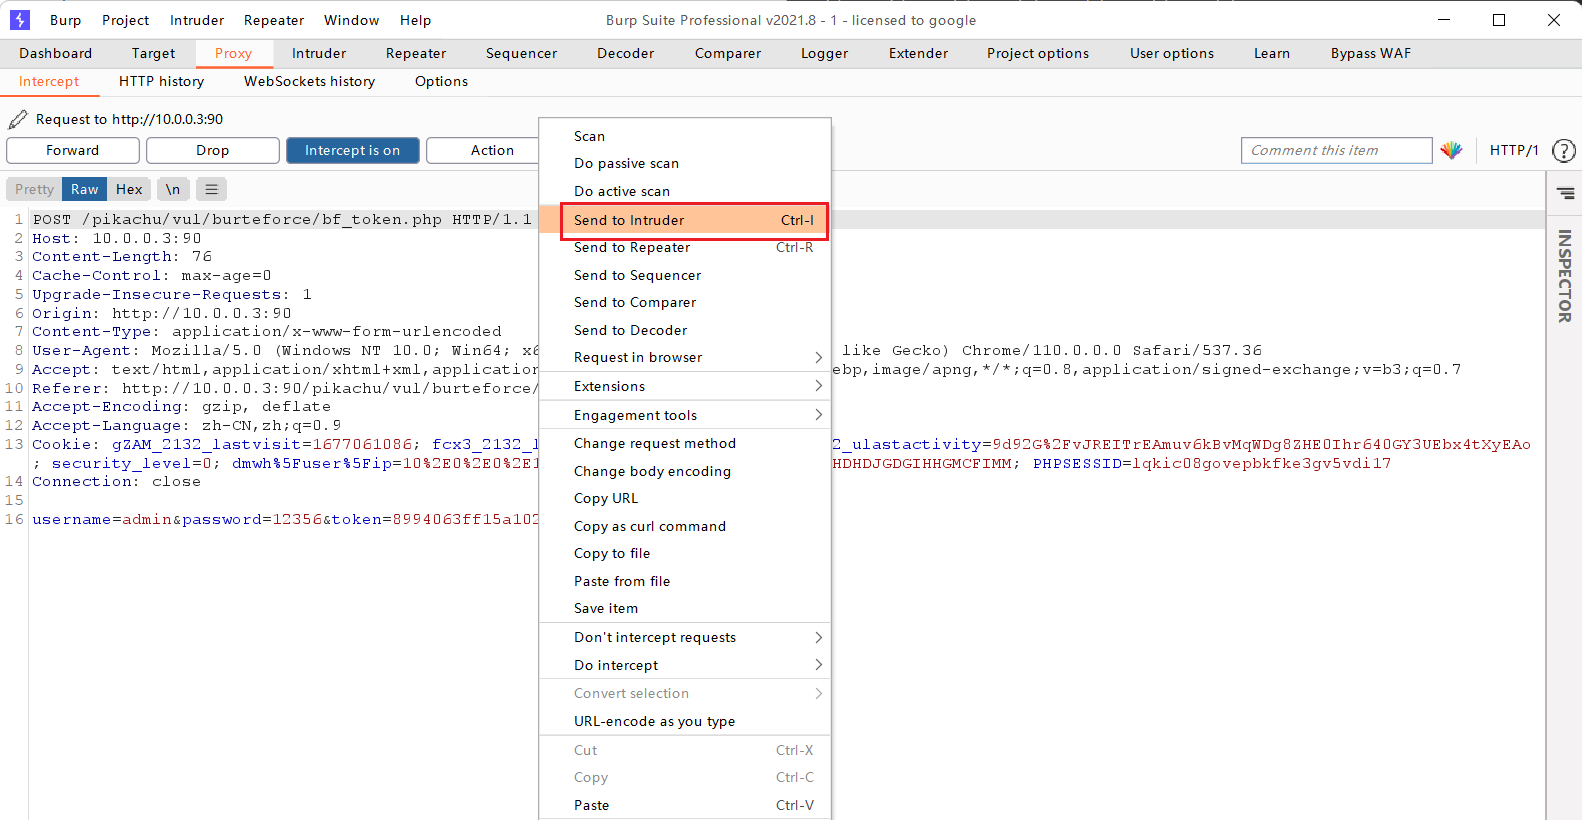 Burp Project Intruder Repeater Window Help Burp Suite Professional v2021.8 - 1 - licensed to google
Dashboard Target Proxy Intruder Repeater Sequencer Decoder Comparer Logger Extender Project options User options Learn Bypass WAF
Intercept HTTP history WebSockets history Options
Request to http://10.0.0.3:90
Forward Drop Intercept is on Action Comment this item HTTP/1 ?
Pretty Raw Hex \n
1 POST /pikachu/vul/burteforce/bf_token.php HTTP/1.1
2 Host: 10.0.0.3:90
3 Content-Length: 76
4 Cache-Control: max-age=0
5 Upgrade-Insecure-Requests: 1
6 Origin: http://10.0.0.3:90
7 Content-Type: application/x-www-form-urlencoded
8 User-Agent: Mozilla/5.0 (Windows NT 10.0; Win64; x6 like Gecko) Chrome/110.0.0.0 Safari/537.36
9 Accept: text/html,application/xhtml+xml,application ebp,image/apng,*/*;q=0.8,application/signed-exchange;v=b3;q=0.7
10 Referer: http://10.0.0.3:90/pikachu/vul/burteforce/
11 Accept-Encoding: gzip, deflate
12 Accept-Language: zh-CN,zh;q=0.9
13 Cookie: gZAM_2132_lastvisit=1677061086; fcx3_2132_l 2_ulastactivity=9d92G%2FvJREITrEAmuv6kBvMqWDg8ZHE0Ihr640GY3UEbx4tXyEAo
; security_level=0; dmwh%5Fuser%5Fip=10%2E0%2E0%2E1 HDHDJGDGIHHGMCFIMM; PHPSESSID=lqkic08govepbkfke3gv5vdi17
14 Connection: close
15
16 username=admin&password=12356&token=8994063ff15a102
Scan
Do passive scan
Do active scan
Send to Intruder Ctrl-I
Send to Repeater Ctrl-R
Send to Sequencer
Send to Comparer
Send to Decoder
Request in browser
Extensions
Engagement tools
Change request method
Change body encoding
Copy URL
Copy as curl command
Copy to file
Paste from file
Save item
Don't intercept requests
Do intercept
Convert selection
URL-encode as you type
Cut Ctrl-X
Copy Ctrl-C
Paste Ctrl-V
INSPECTOR